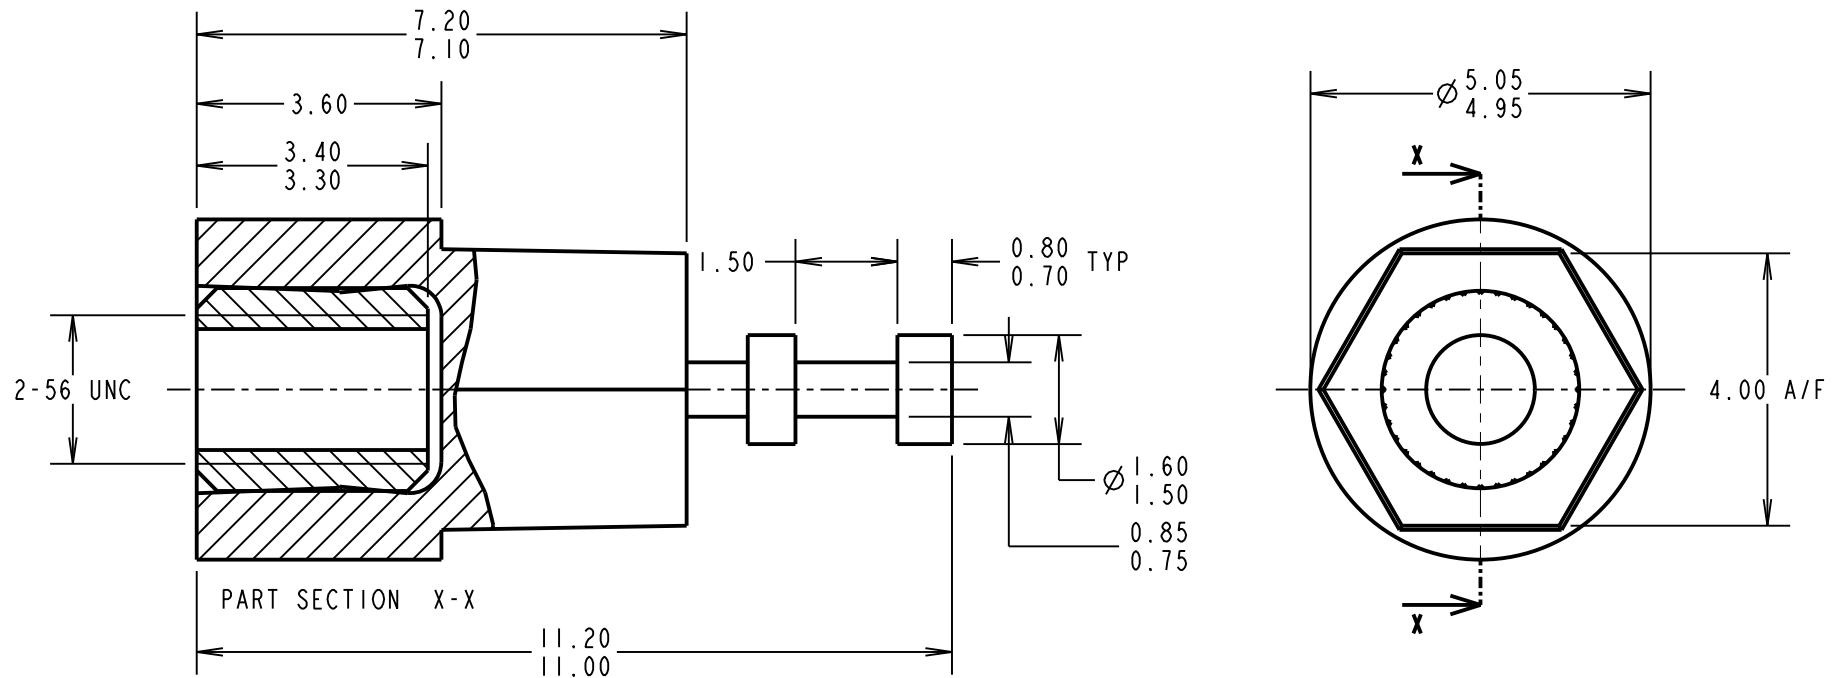 7.20
7.10
3.60
3.40
3.30
1.50
0.80
0.70 TYP
2-56 UNC
Ø 1.60
1.50
0.85
0.75
PART SECTION X-X
11.20
11.00
Ø 5.05
4.95
X
4.00 A/F
X